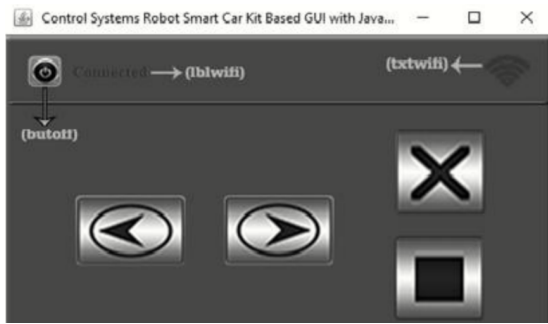 Control Systems Robot Smart Car Kit Based GUI with Java...
Connected (lblwifi)
(txtwifi)
(butoff)